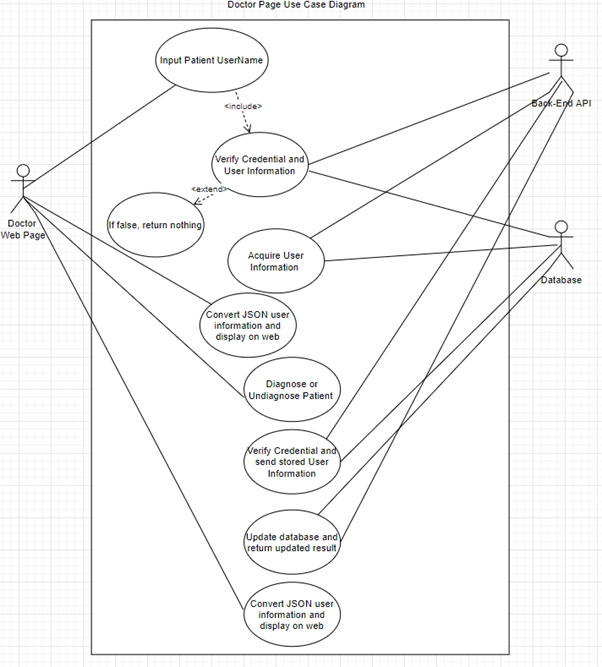 Doctor Page Use Case Diagram
Input Patient UserName
<include>
Back-End API
Verify Credential and
User Information
<extend>
If false, return nothing
Doctor
Web Page
Acquire User
Information
Database
Convert JSON user
information and
display on web
Diagnose or
Undiagnose Patient
Verify Credential and
send stored User
Information
Update database and
return updated result
Convert JSON user
information and
display on web